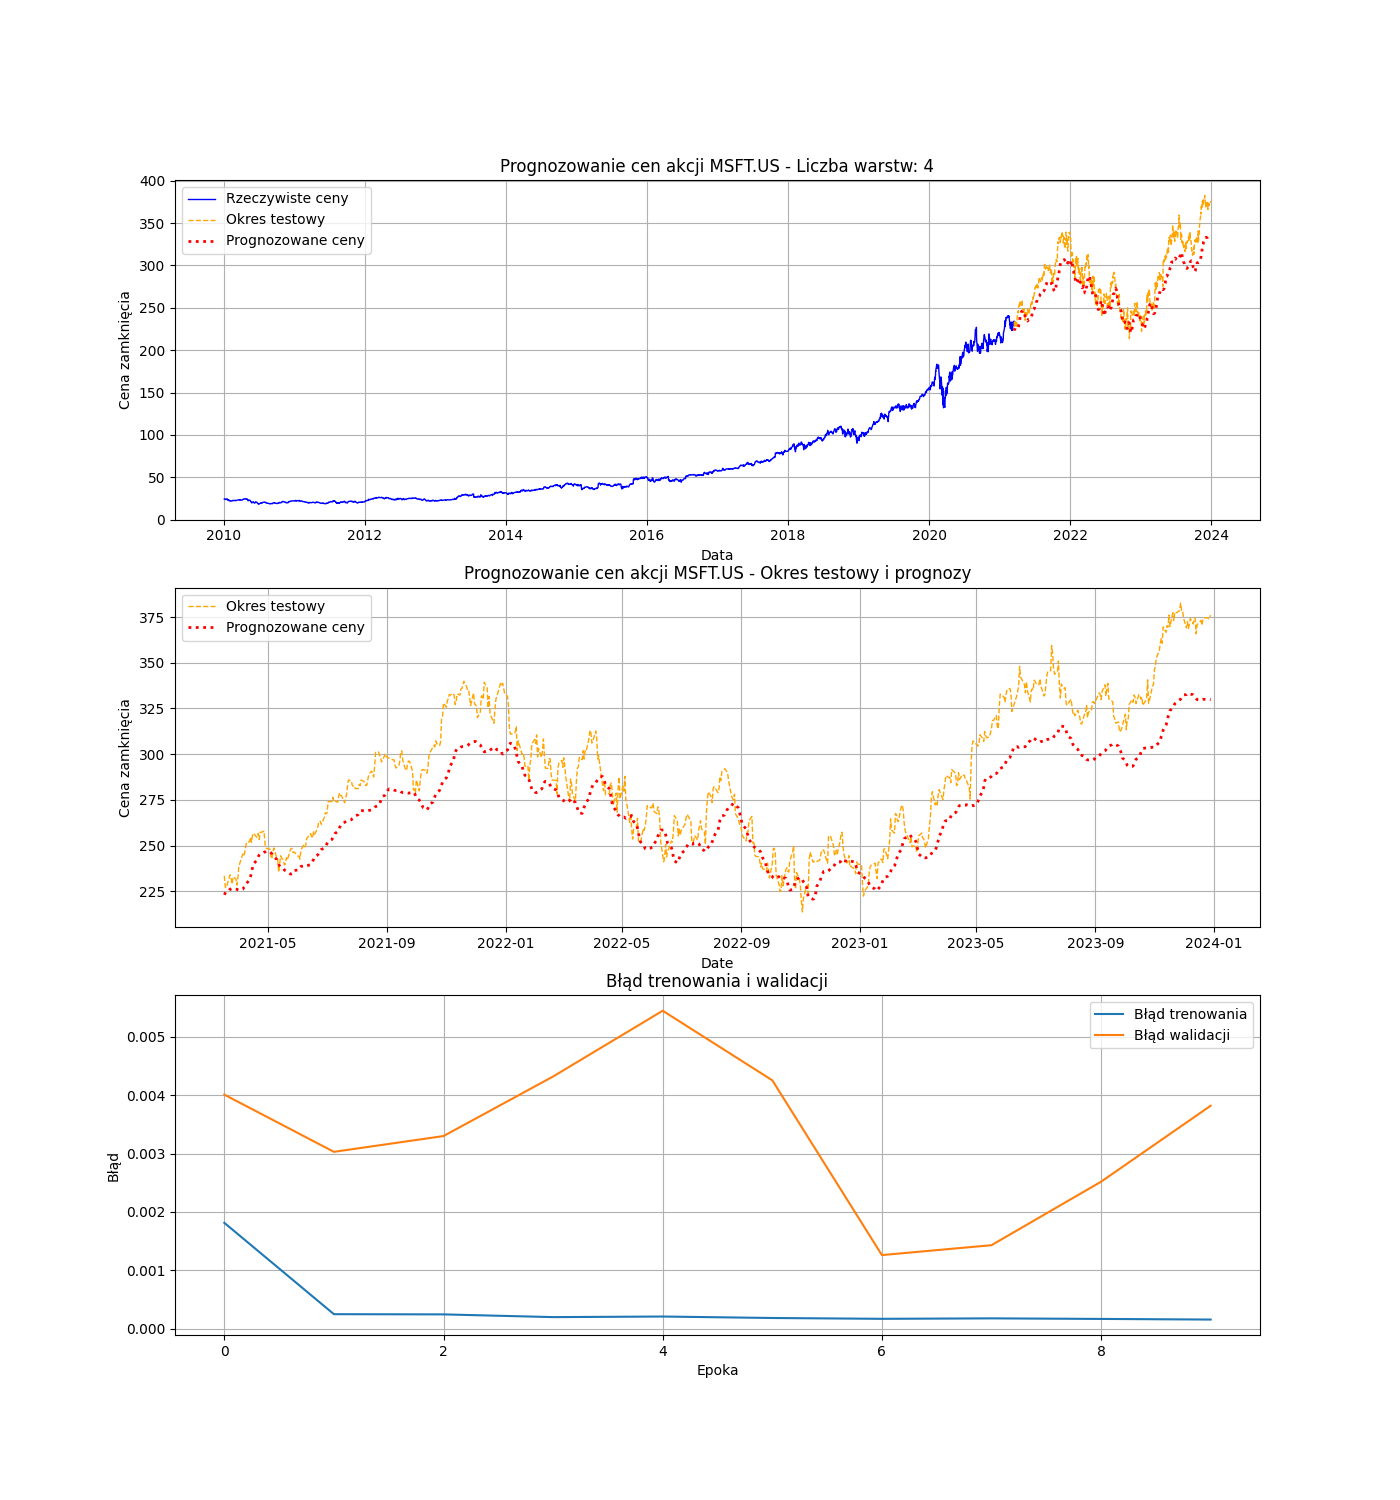 Prognozowanie cen akcji MSFT.US - Liczba warstw: 4
400
350
300
250
200
150
100
50
0
Cena zamknięcia
Rzeczywiste ceny
Okres testowy
Prognozowane ceny
2010 2012 2014 2016 2018 2020 2022 2024
Data
Prognozowanie cen akcji MSFT.US - Okres testowy i prognozy
375
350
325
300
275
250
225
Cena zamknięcia
Okres testowy
Prognozowane ceny
2021-05 2021-09 2022-01 2022-05 2022-09 2023-01 2023-05 2023-09 2024-01
Date
Błąd trenowania i walidacji
0.005
0.004
0.003
0.002
0.001
0.000
Błąd
Błąd trenowania
Błąd walidacji
0 2 4 6 8
Epoka